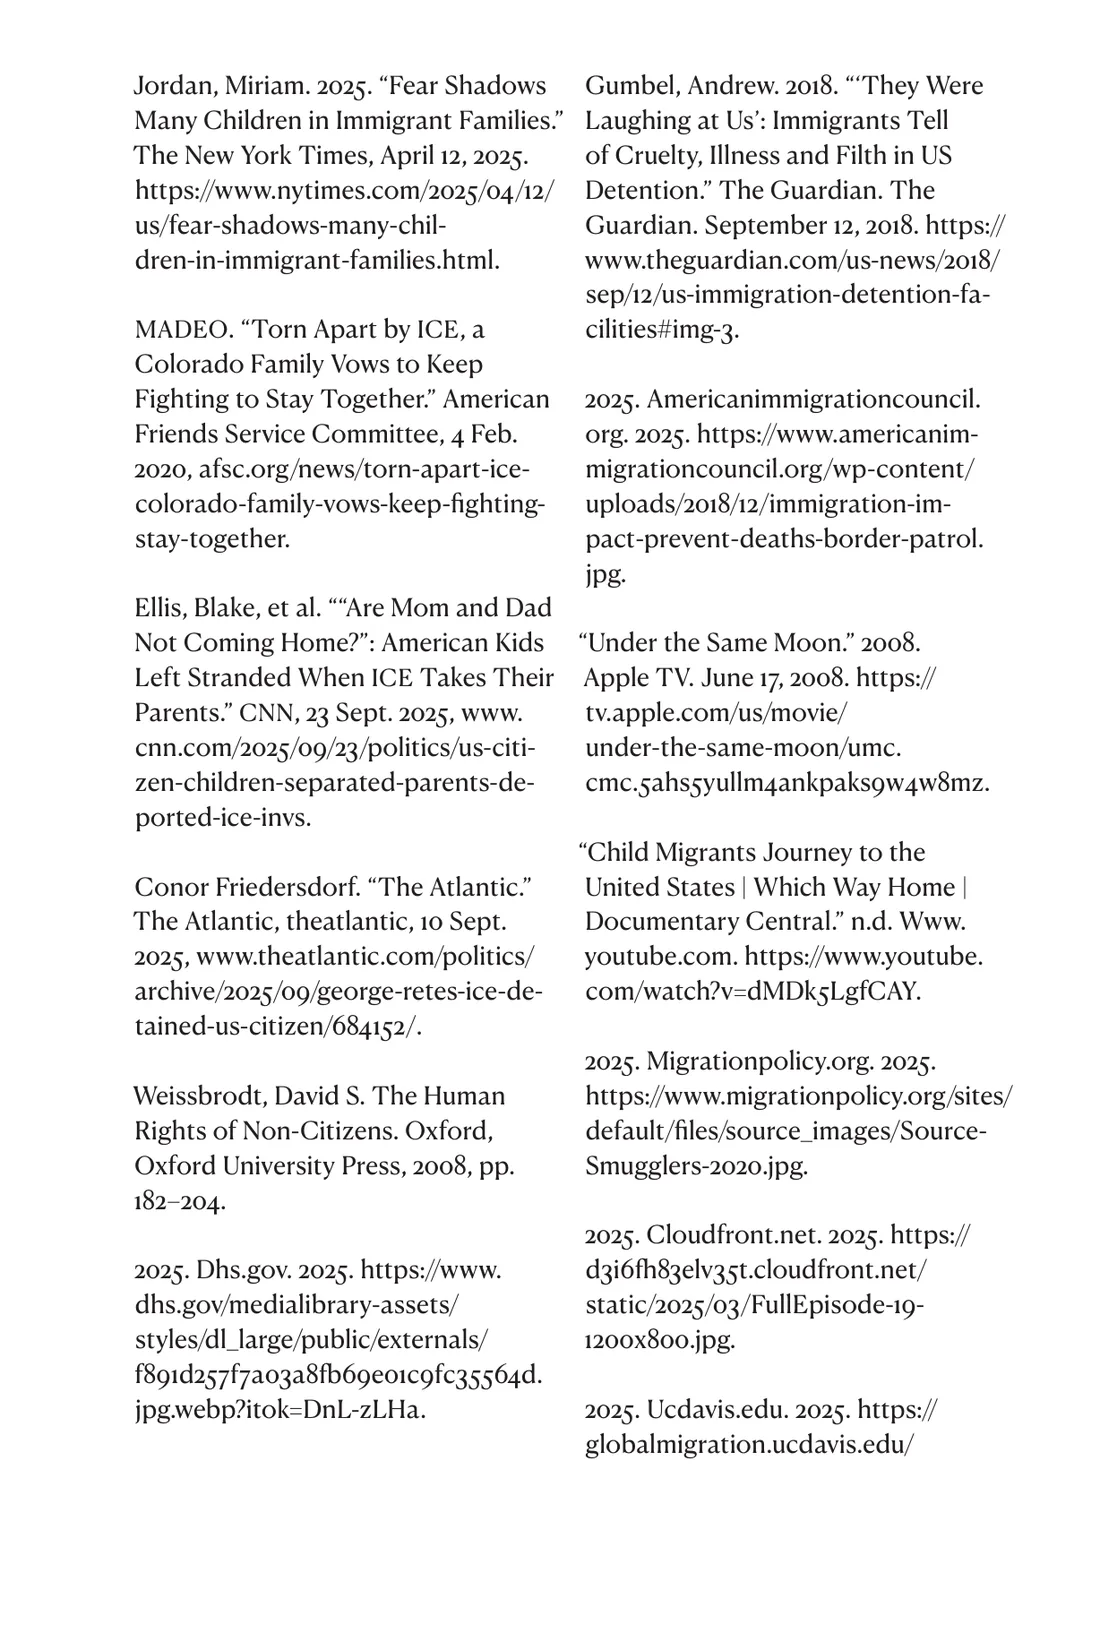 Jordan, Miriam. 2025. “Fear Shadows
Many Children in Immigrant Families.”
The New York Times, April 12, 2025.
https://www.nytimes.com/2025/04/12/
us/fear-shadows-many-chil-
dren-in-immigrant-families.html.
MADEO. “Torn Apart by ICE, a
Colorado Family Vows to Keep
Fighting to Stay Together.” American
Friends Service Committee, 4 Feb.
2020, afsc.org/news/torn-apart-ice-
colorado-family-vows-keep-fighting-
stay-together.
Ellis, Blake, et al. ““Are Mom and Dad
Not Coming Home?”: American Kids
Left Stranded When ICE Takes Their
Parents.” CNN, 23 Sept. 2025, www.
cnn.com/2025/09/23/politics/us-citi-
zen-children-separated-parents-de-
ported-ice-invs.
Conor Friedersdorf. “The Atlantic.”
The Atlantic, theatlantic, 10 Sept.
2025, www.theatlantic.com/politics/
archive/2025/09/george-retes-ice-de-
tained-us-citizen/684152/.
Weissbrodt, David S. The Human
Rights of Non-Citizens. Oxford,
Oxford University Press, 2008, pp.
182–204.
2025. Dhs.gov. 2025. https://www.
dhs.gov/medialibrary-assets/
styles/dl_large/public/externals/
f891d257f7a03a8fb69e01c9fc35564d.
jpg.webp?itok=DnL-zLHa.
Gumbel, Andrew. 2018. “‘They Were
Laughing at Us’: Immigrants Tell
of Cruelty, Illness and Filth in US
Detention.” The Guardian. The
Guardian. September 12, 2018. https://
www.theguardian.com/us-news/2018/
sep/12/us-immigration-detention-fa-
cilities#img-3.
2025. Americanimmigrationcouncil.
org. 2025. https://www.americanim-
migrationcouncil.org/wp-content/
uploads/2018/12/immigration-im-
pact-prevent-deaths-border-patrol.
jpg.
“Under the Same Moon.” 2008.
Apple TV. June 17, 2008. https://
tv.apple.com/us/movie/
under-the-same-moon/umc.
cmc.5ahs5yullm4ankpaks9w4w8mz.
“Child Migrants Journey to the
United States | Which Way Home |
Documentary Central.” n.d. Www.
youtube.com. https://www.youtube.
com/watch?v=dMDk5LgfCAY.
2025. Migrationpolicy.org. 2025.
https://www.migrationpolicy.org/sites/
default/files/source_images/Source-
Smugglers-2020.jpg.
2025. Cloudfront.net. 2025. https://
d3i6fh83elv35t.cloudfront.net/
static/2025/03/FullEpisode-19-
1200x800.jpg.
2025. Ucdavis.edu. 2025. https://
globalmigration.ucdavis.edu/